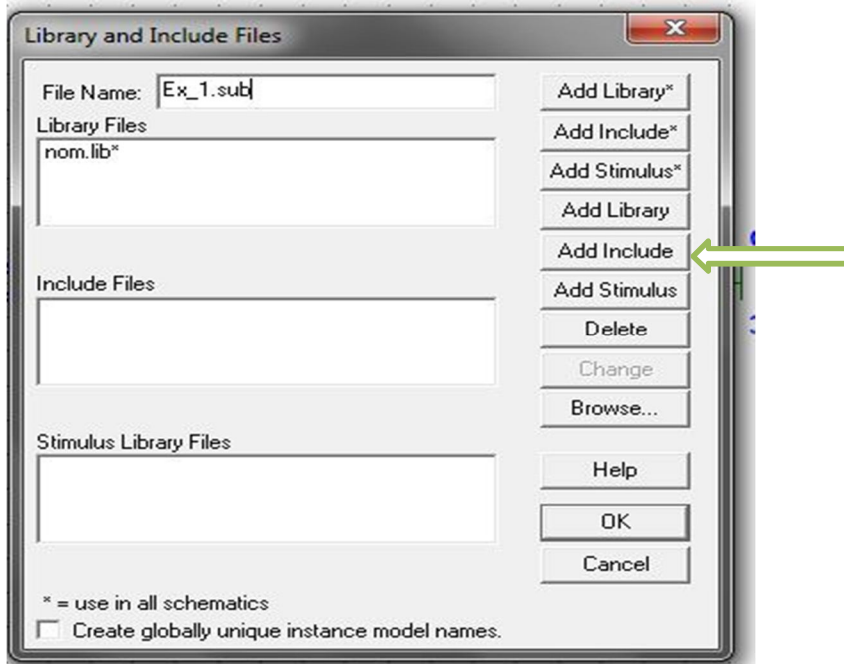 Library and Include Files
File Name: Ex_1.sub
Library Files
nom.lib*
Include Files
Stimulus Library Files
Add Library*
Add Include*
Add Stimulus*
Add Library
Add Include
Add Stimulus
Delete
Change
Browse...
Help
OK
Cancel
* = use in all schematics
Create globally unique instance model names.